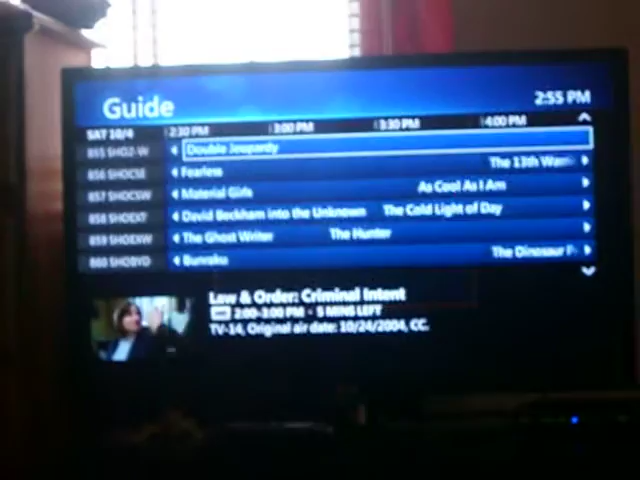 Guide
2:55 PM
SAT 10/4 2:30 PM 3:00 PM 3:30 PM 4:00 PM
855 SHO2-W Double Jeopardy
856 SHOCSE Fearless The 13th Warri
857 SHOCSW Material Girls As Cool As I Am
858 SHOEXT David Beckham into the Unknown The Cold Light of Day
859 SHOEXW The Ghost Writer The Hunter
860 SHOBYD Bunraku The Dinosaur P
Law & Order: Criminal Intent
2:00-3:00 PM - 5 MINS LEFT
TV-14, Original air date: 10/24/2004, CC.